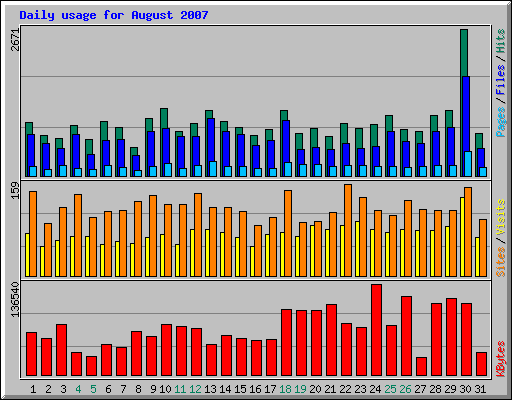 Daily usage for August 2007
2671
Pages/Files/Hits
159
Sites/Visits
136540
KBytes
1 2 3 4 5 6 7 8 9 10 11 12 13 14 15 16 17 18 19 20 21 22 23 24 25 26 27 28 29 30 31